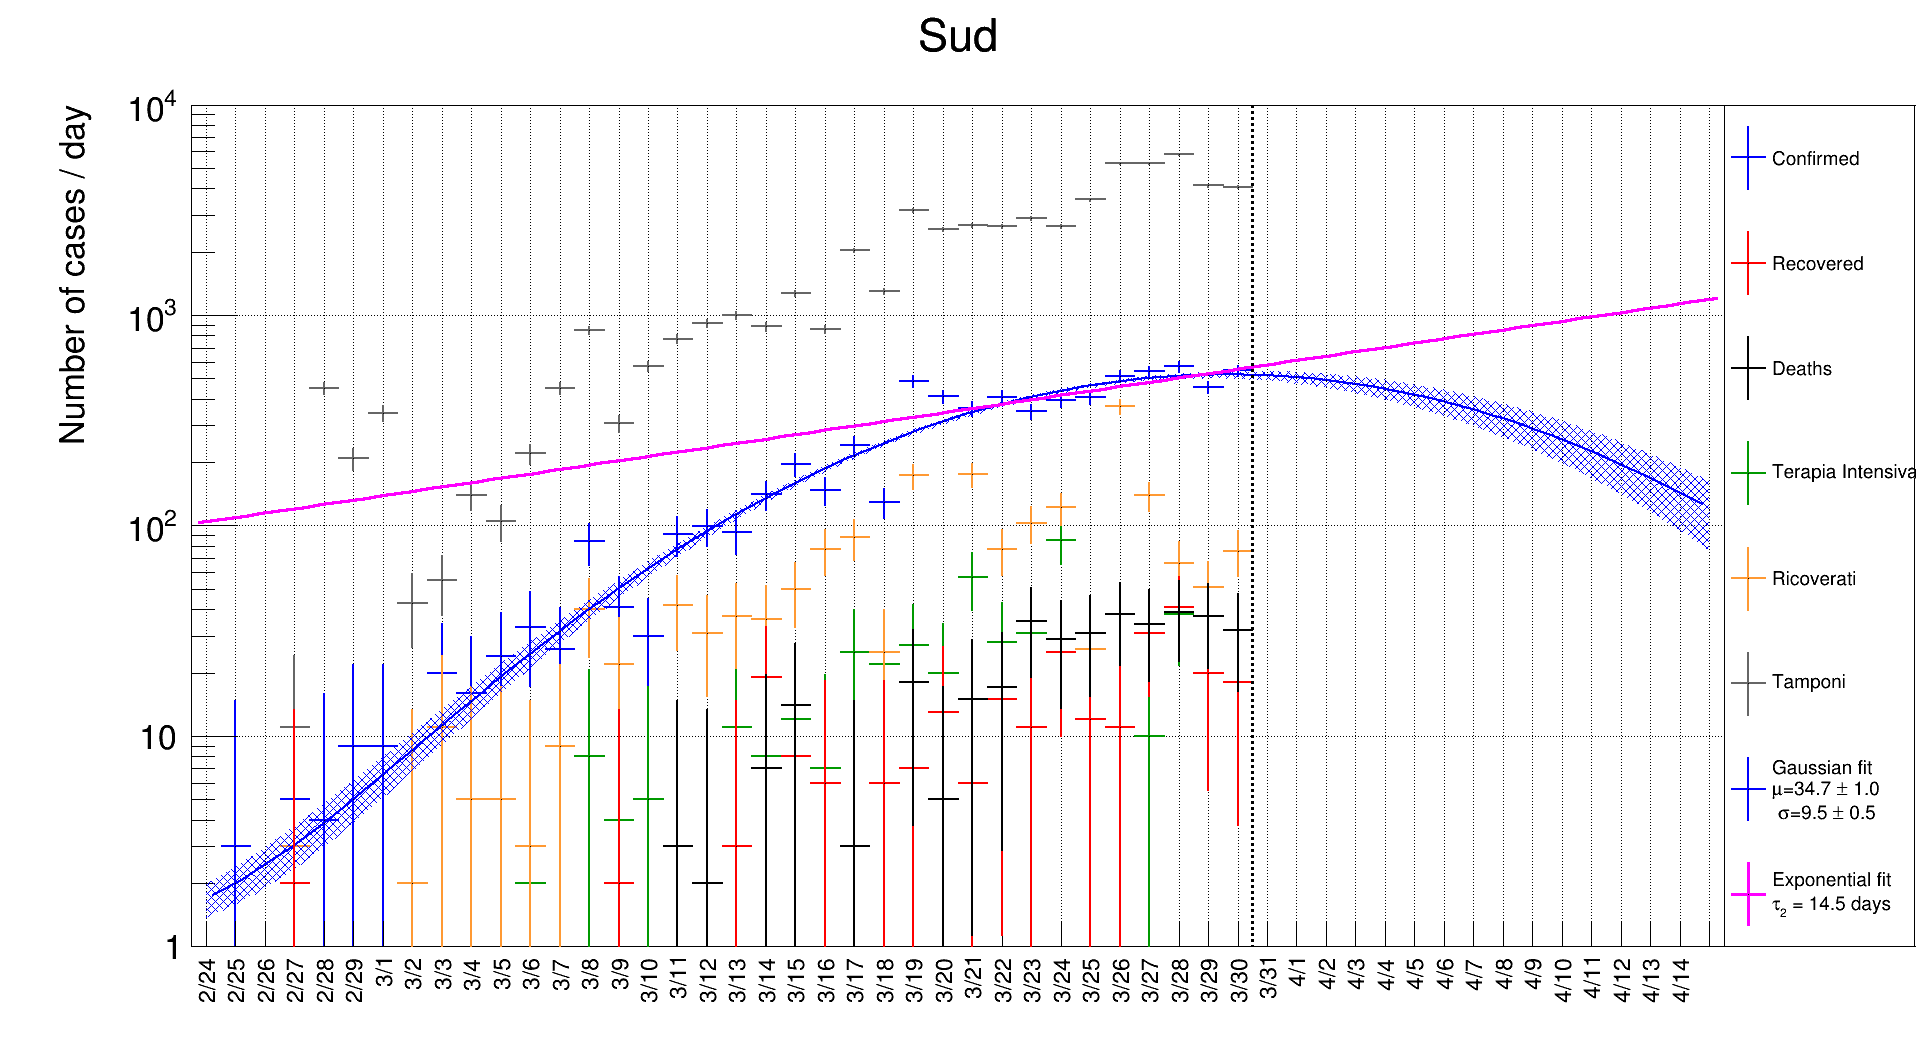 Sud
Number of cases / day
10⁴
10³
10²
10
1
2/24 2/25 2/26 2/27 2/28 2/29 3/1 3/2 3/3 3/4 3/5 3/6 3/7 3/8 3/9 3/10 3/11 3/12 3/13 3/14 3/15 3/16 3/17 3/18 3/19 3/20 3/21 3/22 3/23 3/24 3/25 3/26 3/27 3/28 3/29 3/30 3/31 4/1 4/2 4/3 4/4 4/5 4/6 4/7 4/8 4/9 4/10 4/11 4/12 4/13 4/14
Confirmed
Recovered
Deaths
Terapia Intensiva
Ricoverati
Tamponi
Gaussian fit
μ=34.7 ± 1.0
σ=9.5 ± 0.5
Exponential fit
τ₂ = 14.5 days